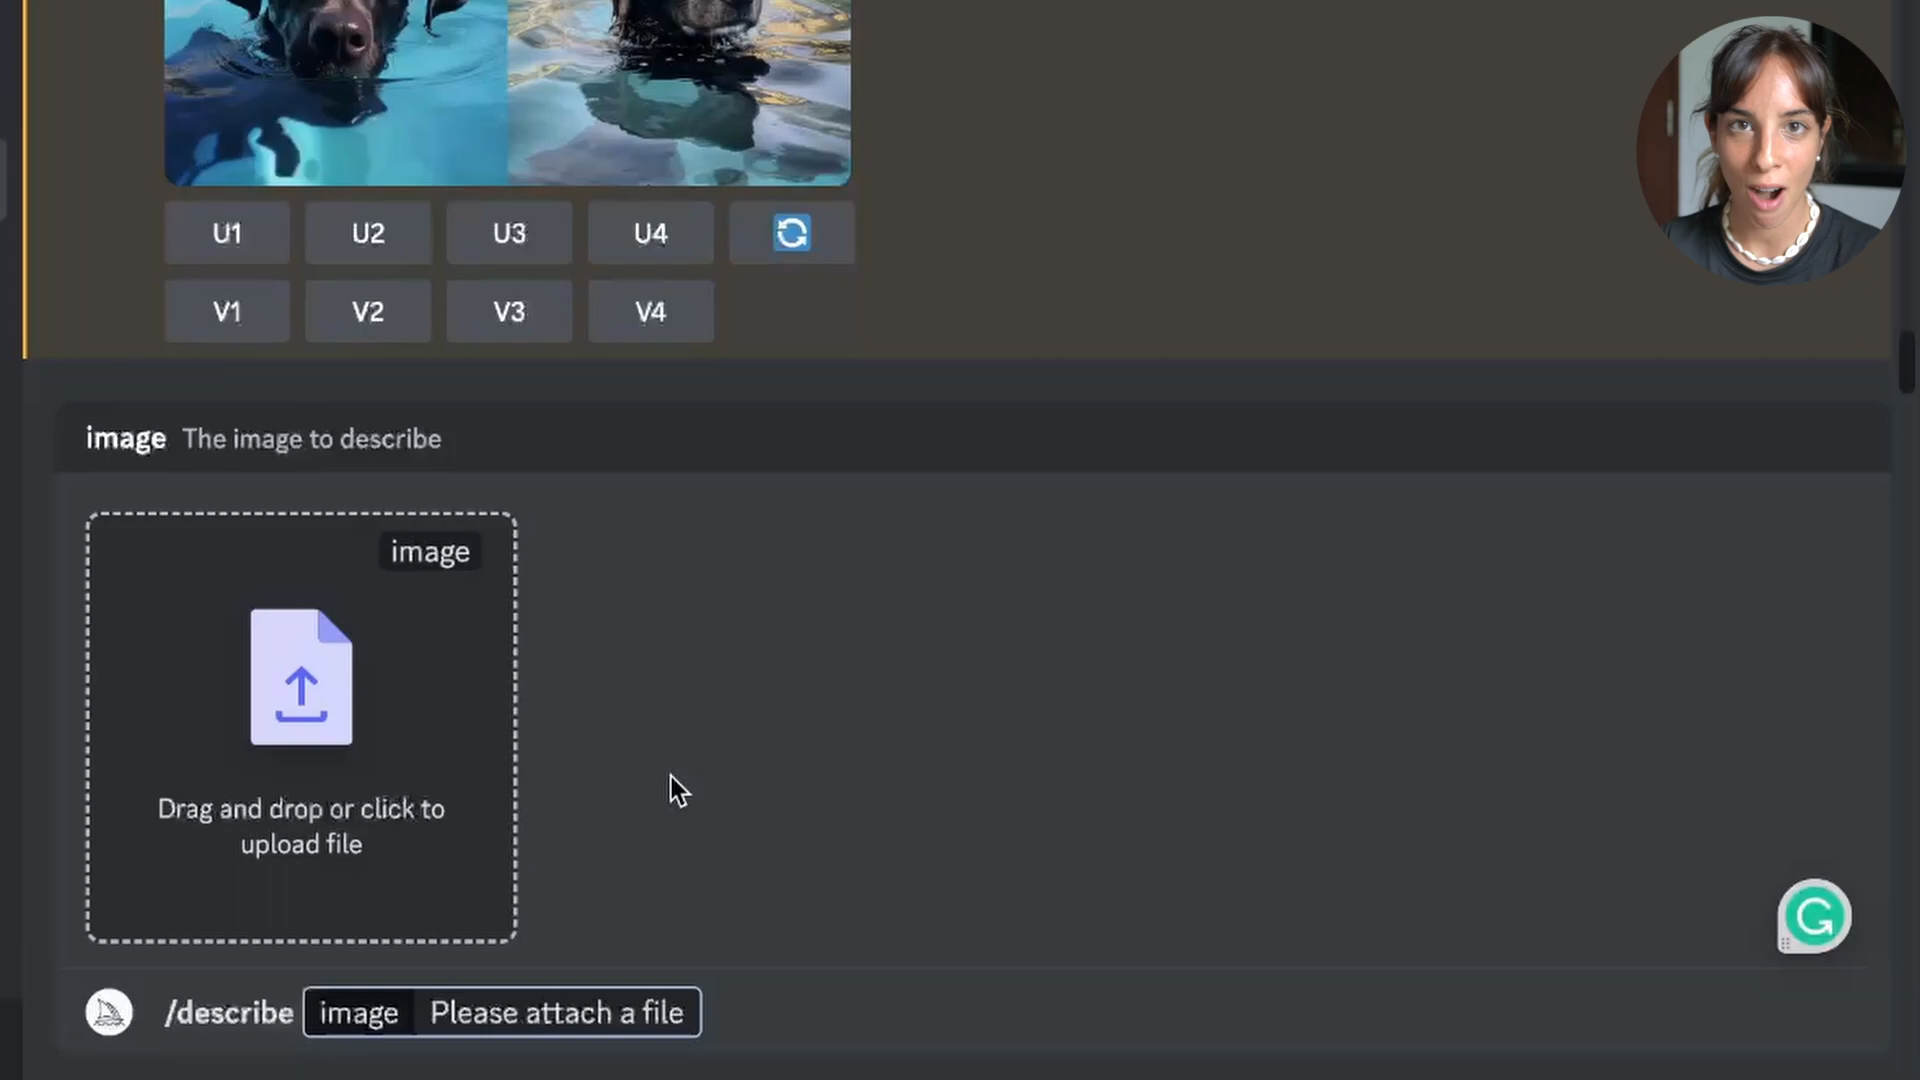 U1 U2 U3 U4
V1 V2 V3 V4
image The image to describe
image
Drag and drop or click to
upload file
/describe image Please attach a file